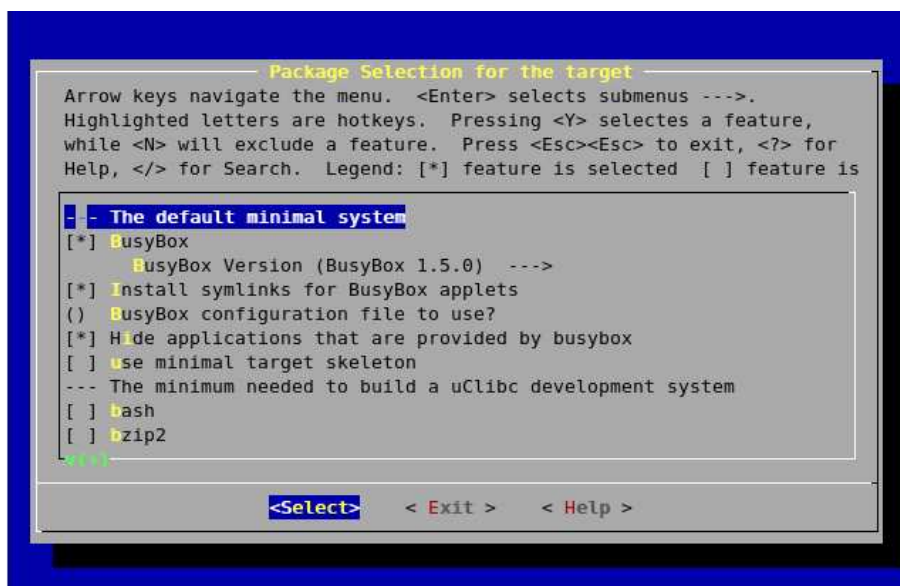 Package Selection for the target
Arrow keys navigate the menu.  <Enter> selects submenus --->.
Highlighted letters are hotkeys.  Pressing <Y> selectes a feature,
while <N> will exclude a feature.  Press <Esc><Esc> to exit, <?> for
Help, </> for Search.  Legend: [*] feature is selected  [ ] feature is
--- The default minimal system
[*] BusyBox
BusyBox Version (BusyBox 1.5.0)  --->
[*] Install symlinks for BusyBox applets
()  BusyBox configuration file to use?
[*] Hide applications that are provided by busybox
[ ] use minimal target skeleton
--- The minimum needed to build a uClibc development system
[ ] bash
[ ] bzip2
v(+)
<Select>    < Exit >    < Help >